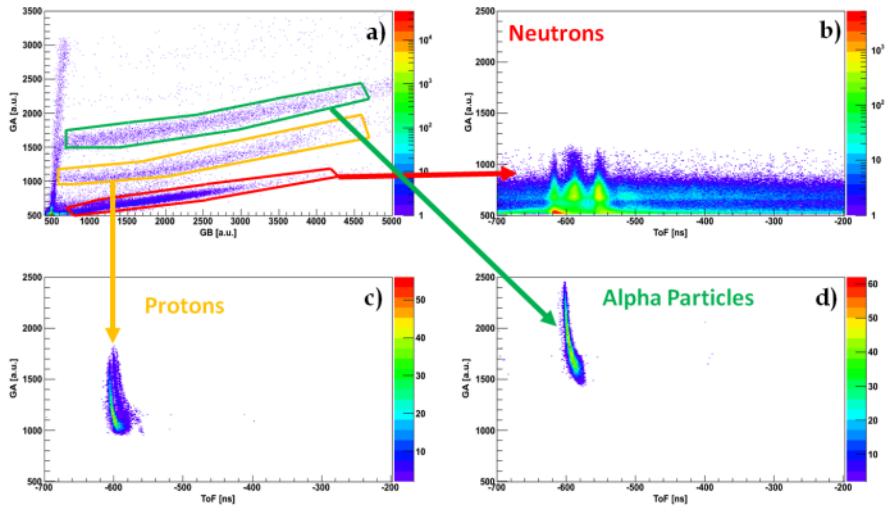 a)
3500
3000
2500
2000
1500
1000
500
GA [a.u.]
500 1000 1500 2000 2500 3000 3500 4000 4500 5000
GB [a.u.]
10⁴
10³
10²
10
1
Neutrons
b)
2500
2000
1500
1000
500
GA [a.u.]
-700 -600 -500 -400 -300 -200
ToF [ns]
10³
10²
10
1
Protons
c)
2500
2000
1500
1000
500
GA [a.u.]
-700 -600 -500 -400 -300 -200
ToF [ns]
50
40
30
20
10
Alpha Particles
d)
2500
2000
1500
1000
500
GA [a.u.]
-700 -600 -500 -400 -300 -200
ToF [ns]
60
50
40
30
20
10